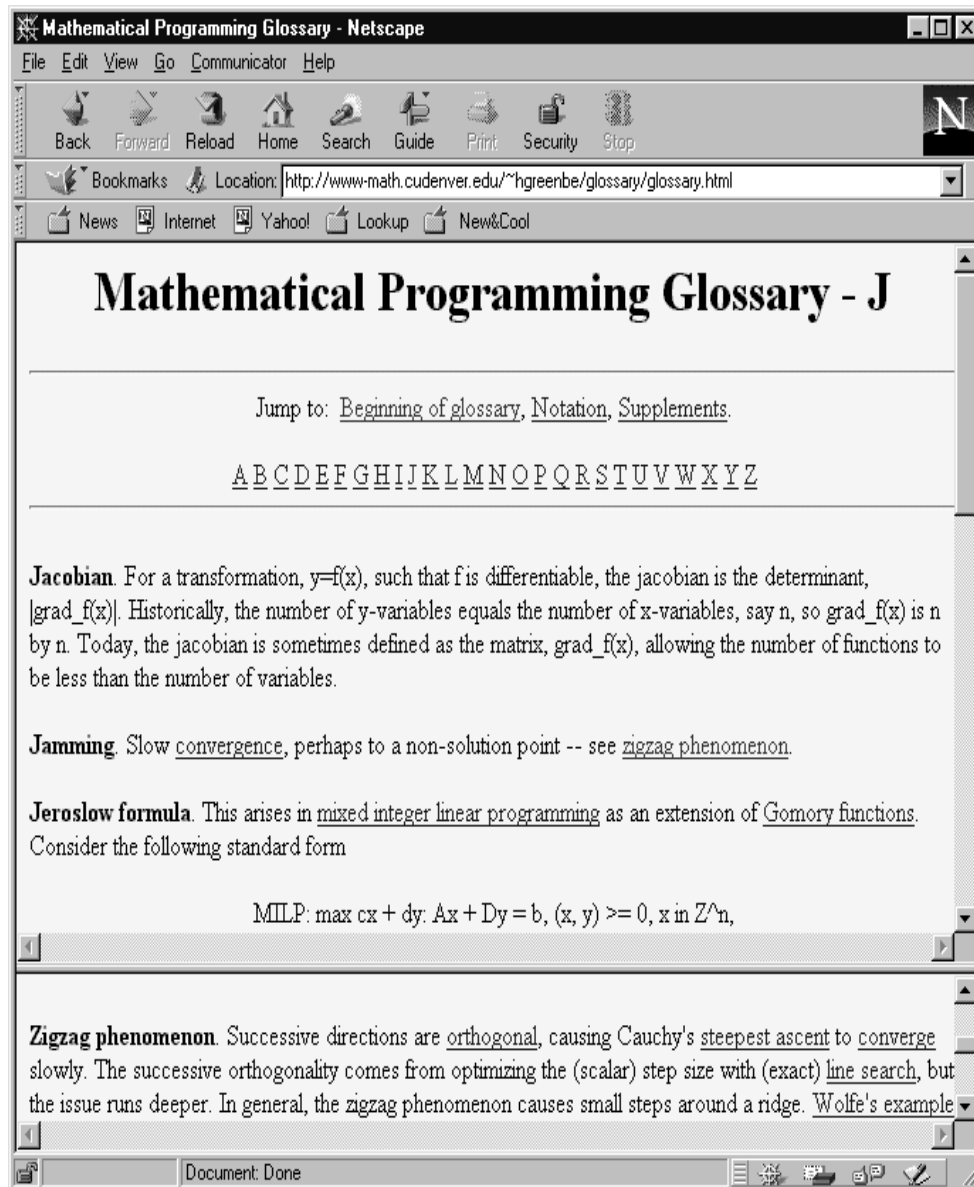 Mathematical Programming Glossary - Netscape
File Edit View Go Communicator Help
Back Forward Reload Home Search Guide Print Security Stop
N
Bookmarks Location: http://www-math.cudenver.edu/~hgreenbe/glossary/glossary.html
News Internet Yahoo! Lookup New&Cool
Mathematical Programming Glossary - J
Jump to: Beginning of glossary, Notation, Supplements.
A B C D E F G H I J K L M N O P Q R S T U V W X Y Z
Jacobian. For a transformation, y=f(x), such that f is differentiable, the jacobian is the determinant,
|grad_f(x)|. Historically, the number of y-variables equals the number of x-variables, say n, so grad_f(x) is n
by n. Today, the jacobian is sometimes defined as the matrix, grad_f(x), allowing the number of functions to
be less than the number of variables.
Jamming. Slow convergence, perhaps to a non-solution point -- see zigzag phenomenon.
Jeroslow formula. This arises in mixed integer linear programming as an extension of Gomory functions.
Consider the following standard form
MILP: max cx + dy: Ax + Dy = b, (x, y) >= 0, x in Z^n,
Zigzag phenomenon. Successive directions are orthogonal, causing Cauchy's steepest ascent to converge
slowly. The successive orthogonality comes from optimizing the (scalar) step size with (exact) line search, but
the issue runs deeper. In general, the zigzag phenomenon causes small steps around a ridge. Wolfe's example
Document: Done